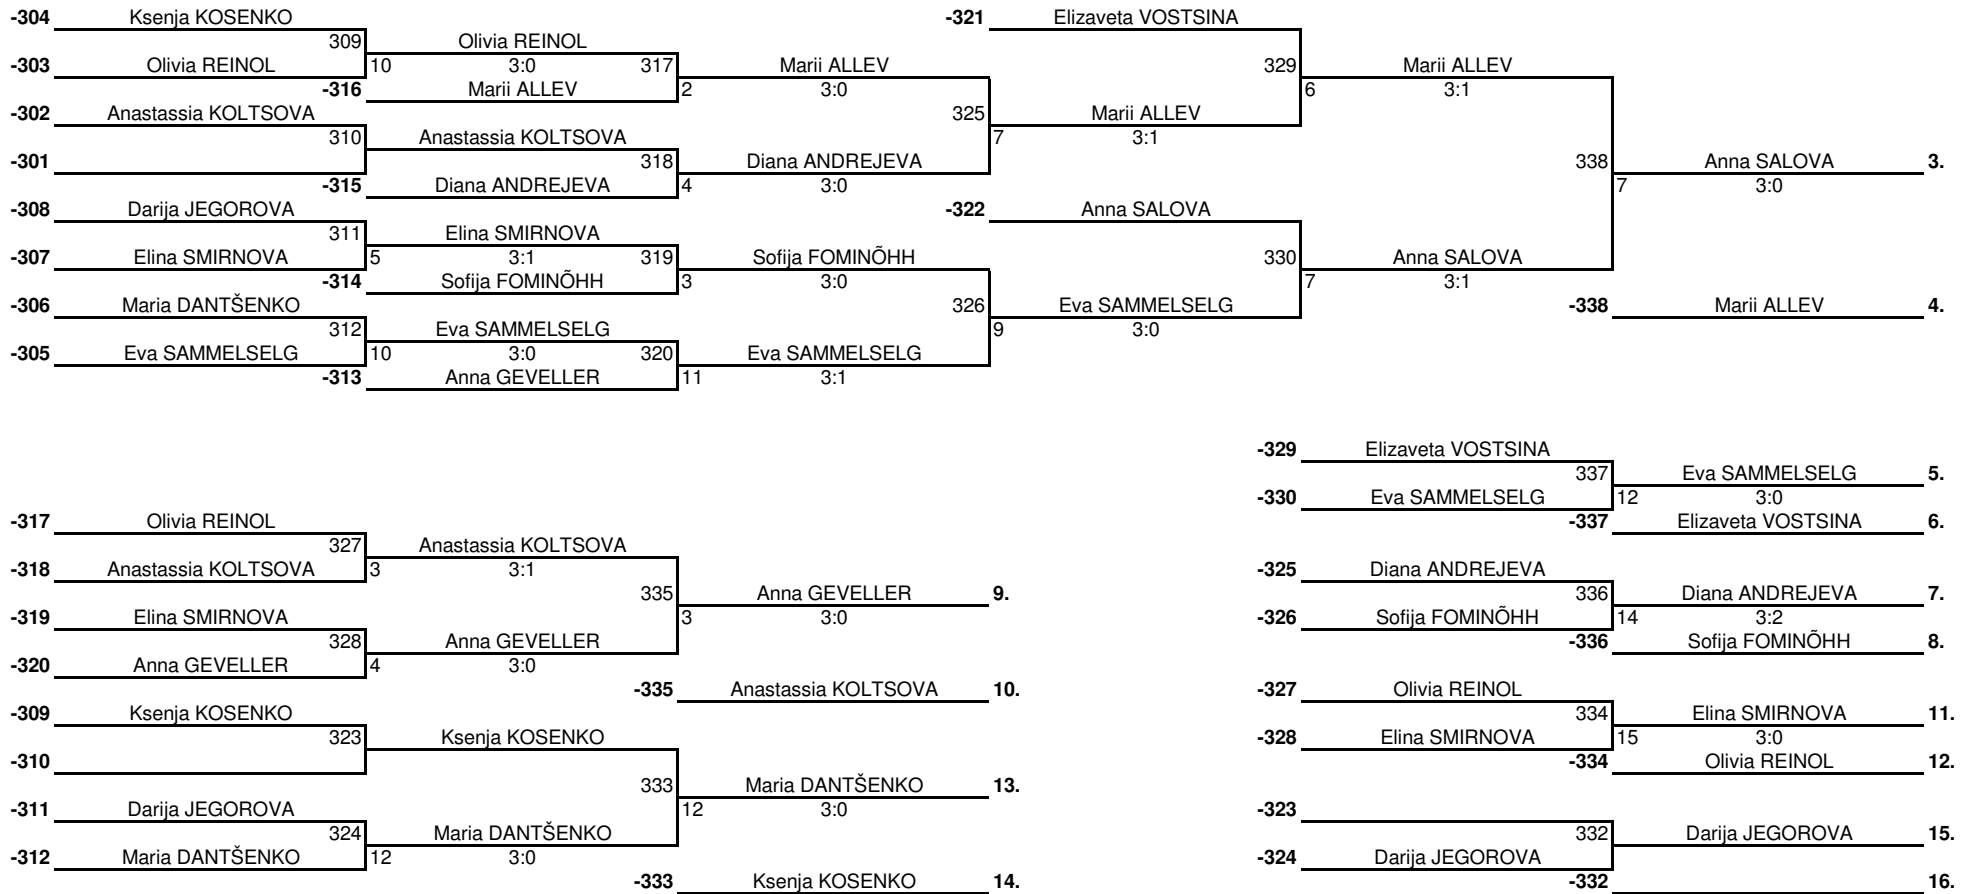 -304 Ksenja KOSENKO -321 Elizaveta VOSTSINA
309 Olivia REINOL
-303 Olivia REINOL 10 3:0 317 Marii ALLEV 329 Marii ALLEV
-316 Marii ALLEV 2 3:0 6 3:1
-302 Anastassia KOLTSOVA 325 Marii ALLEV
310 Anastassia KOLTSOVA 7 3:1
-301 318 Diana ANDREJEVA 338 Anna SALOVA 3.
-315 Diana ANDREJEVA 4 3:0 7 3:0
-308 Darija JEGOROVA -322 Anna SALOVA
311 Elina SMIRNOVA
-307 Elina SMIRNOVA 5 3:1 319 Sofija FOMINÕHH 330 Anna SALOVA
-314 Sofija FOMINÕHH 3 3:0 7 3:1
-306 Maria DANTŠENKO 326 Eva SAMMELSELG -338 Marii ALLEV 4.
312 Eva SAMMELSELG 9 3:0
-305 Eva SAMMELSELG 10 3:0 320 Eva SAMMELSELG
-313 Anna GEVELLER 11 3:1
-329 Elizaveta VOSTSINA
337 Eva SAMMELSELG 5.
-330 Eva SAMMELSELG 12 3:0
-317 Olivia REINOL -337 Elizaveta VOSTSINA 6.
327 Anastassia KOLTSOVA
-318 Anastassia KOLTSOVA 3 3:1 -325 Diana ANDREJEVA
335 Anna GEVELLER 9. 336 Diana ANDREJEVA 7.
-319 Elina SMIRNOVA 3 3:0 -326 Sofija FOMINÕHH 14 3:2
328 Anna GEVELLER -336 Sofija FOMINÕHH 8.
-320 Anna GEVELLER 4 3:0
-335 Anastassia KOLTSOVA 10. -327 Olivia REINOL
-309 Ksenja KOSENKO 334 Elina SMIRNOVA 11.
323 Ksenja KOSENKO -328 Elina SMIRNOVA 15 3:0
-310 -334 Olivia REINOL 12.
333 Maria DANTŠENKO 13.
-311 Darija JEGOROVA 12 3:0 -323
324 Maria DANTŠENKO 332 Darija JEGOROVA 15.
-312 Maria DANTŠENKO 12 3:0 -324 Darija JEGOROVA
-333 Ksenja KOSENKO 14. -332 16.